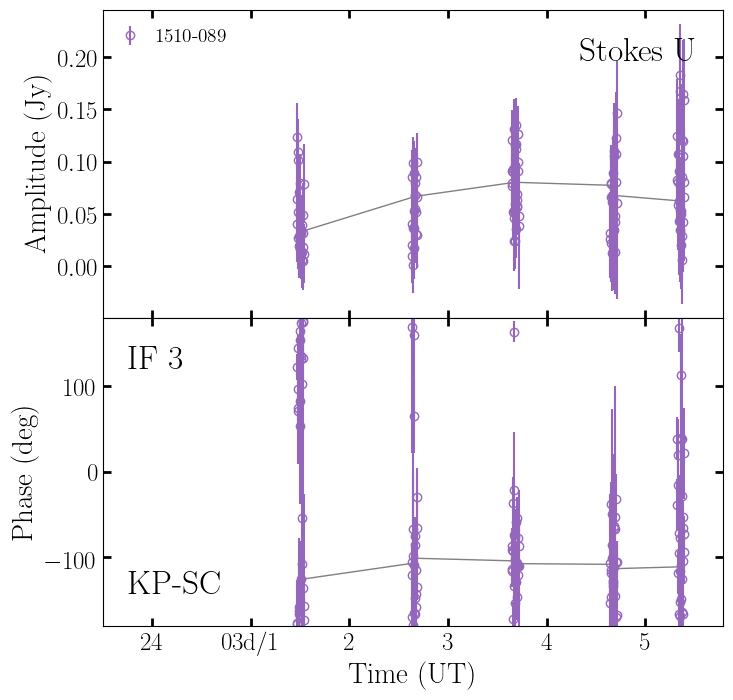 1510-089
Stokes U
Amplitude (Jy)
0.20
0.15
0.10
0.05
0.00
IF 3
KP-SC
Phase (deg)
100
0
−100
24
03d/1
2
3
4
5
Time (UT)